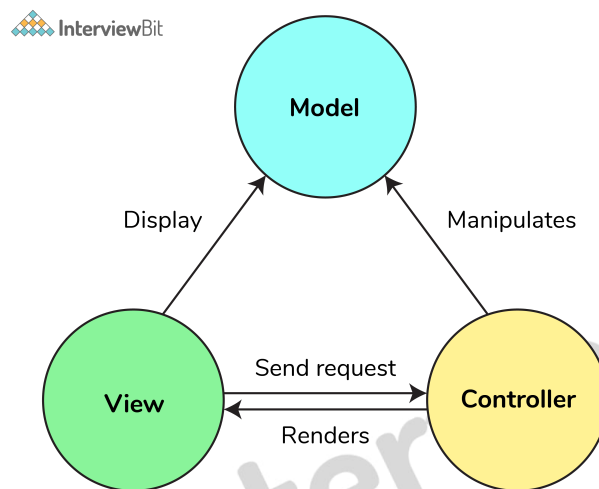 InterviewBit
Model
Display
Manipulates
Send request
View
Controller
Renders